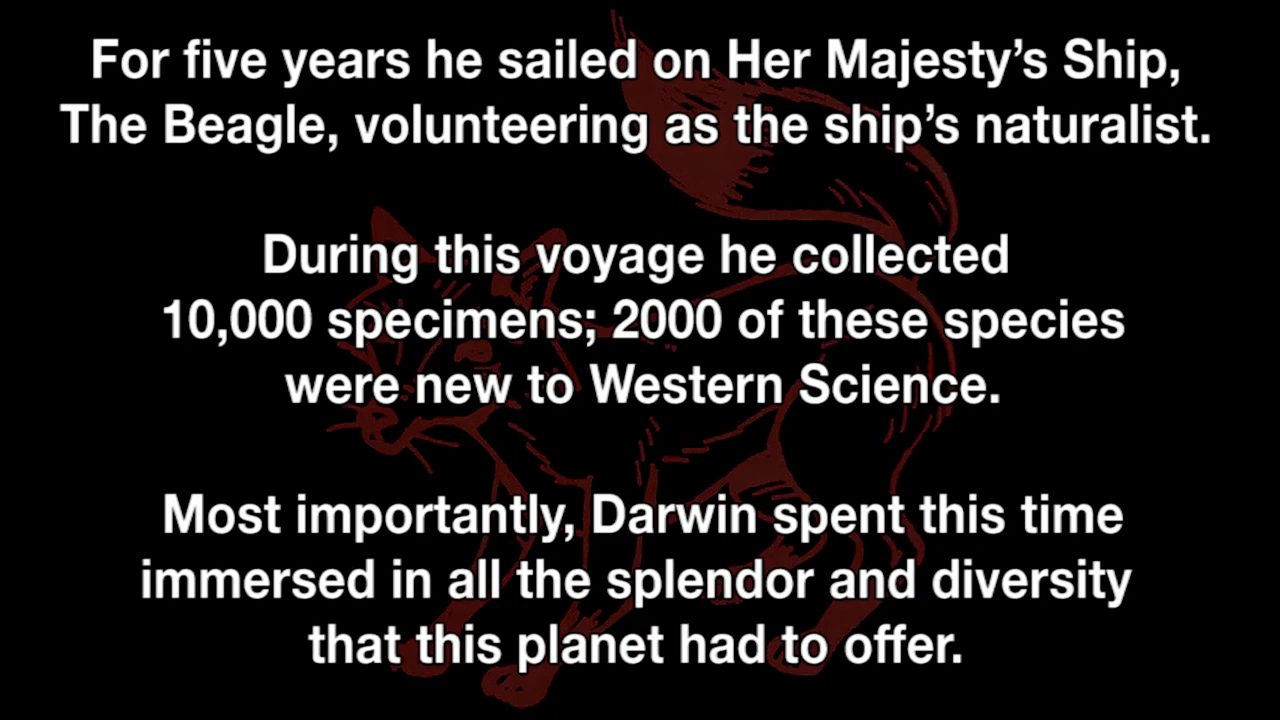 For five years he sailed on Her Majesty’s Ship,
The Beagle, volunteering as the ship’s naturalist.
During this voyage he collected
10,000 specimens; 2000 of these species
were new to Western Science.
Most importantly, Darwin spent this time
immersed in all the splendor and diversity
that this planet had to offer.